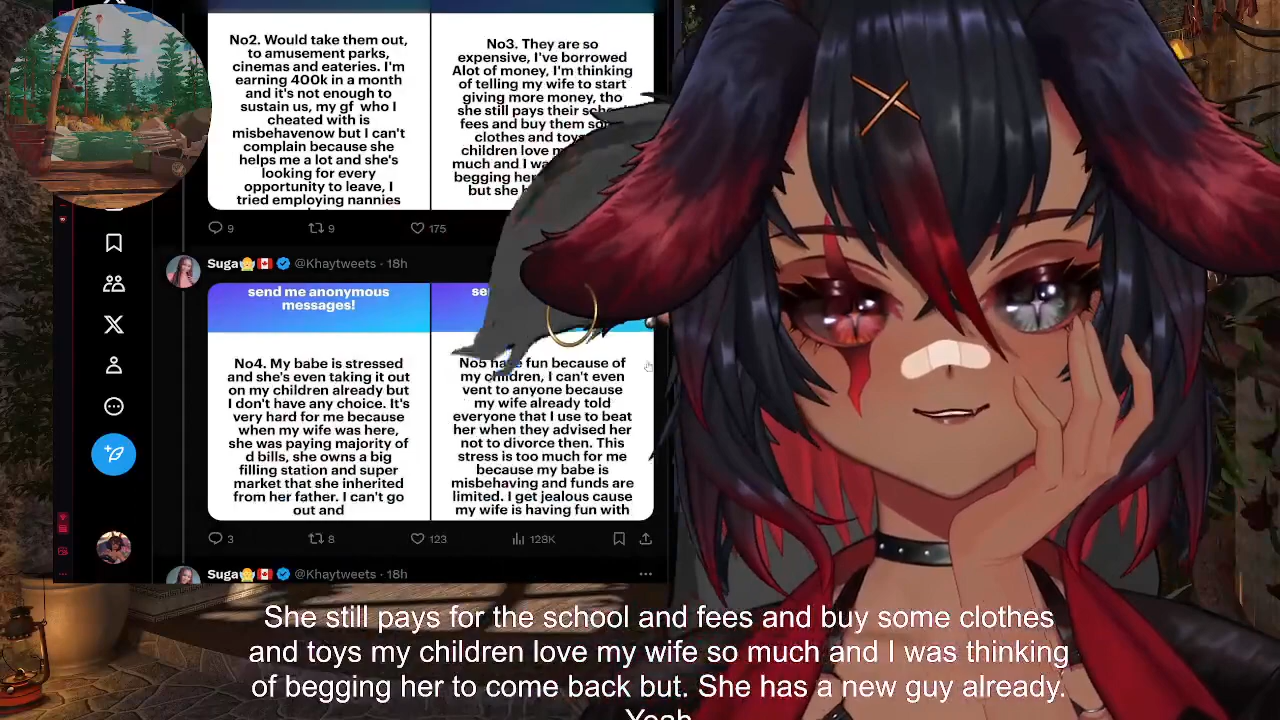 No2. Would take them out,
to amusement parks,
cinemas and eateries. I'm
earning 400k in a month
and it's not enough to
sustain us, my gf who I
cheated with is
misbehavenow but I can't
complain because she
helps me a lot and she's
looking for every
opportunity to leave, I
tried employing nannies
No3. They are so
expensive, I've borrowed
Alot of money, I'm thinking
of telling my wife to start
giving more money, tho
she still pays their
fees and buy them
clothes and toys
children love
much and I
begging her
but she
9
9
175
Suga @Khaytweets · 18h
send me anonymous
messages!
No4. My babe is stressed
and she's even taking it out
on my children already but
I don't have any choice. It's
very hard for me because
when my wife was here,
she was paying majority of
d bills, she owns a big
filling station and super
market that she inherited
from her father. I can't go
out and
No5 have fun because of
my children, I can't even
vent to anyone because
my wife already told
everyone that I use to beat
her when they advised her
not to divorce then. This
stress is too much for me
because my babe is
misbehaving and funds are
limited. I get jealous cause
my wife is having fun with
3
8
123
128K
Suga @Khaytweets · 18h
She still pays for the school and fees and buy some clothes
and toys my children love my wife so much and I was thinking
of begging her to come back but. She has a new guy already.
Yeah